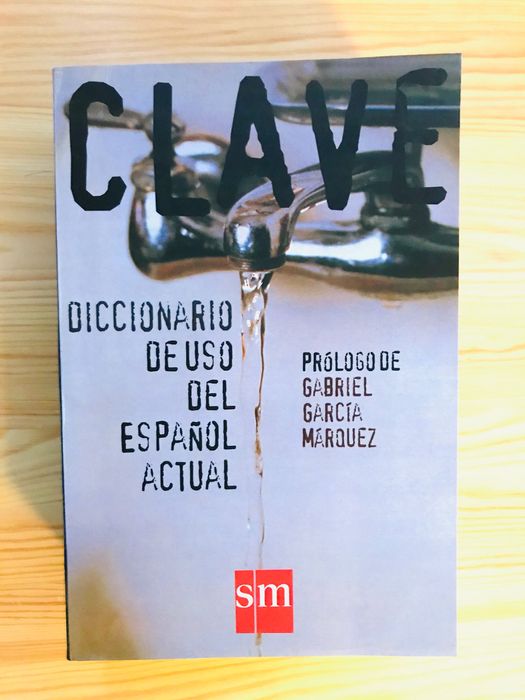 CLAVE
DICCIONARIO
DE USO
DEL
ESPAÑOL
ACTUAL
PRÓLOGO DE
GABRIEL
GARCÍA
MÁRQUEZ
sm